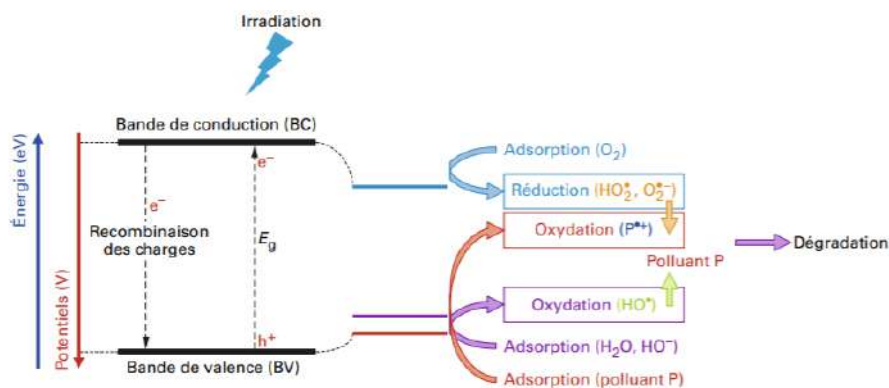 Irradiation
Bande de conduction (BC)
Énergie (eV)
Potentiels (V)
e⁻
e⁻
Recombinaison
des charges
E_g
h⁺
Bande de valence (BV)
Adsorption (O₂)
Réduction (HO₂•, O₂•⁻)
Oxydation (P•⁺)
Dégradation
Polluant P
Oxydation (HO•)
Adsorption (H₂O, HO⁻)
Adsorption (polluant P)